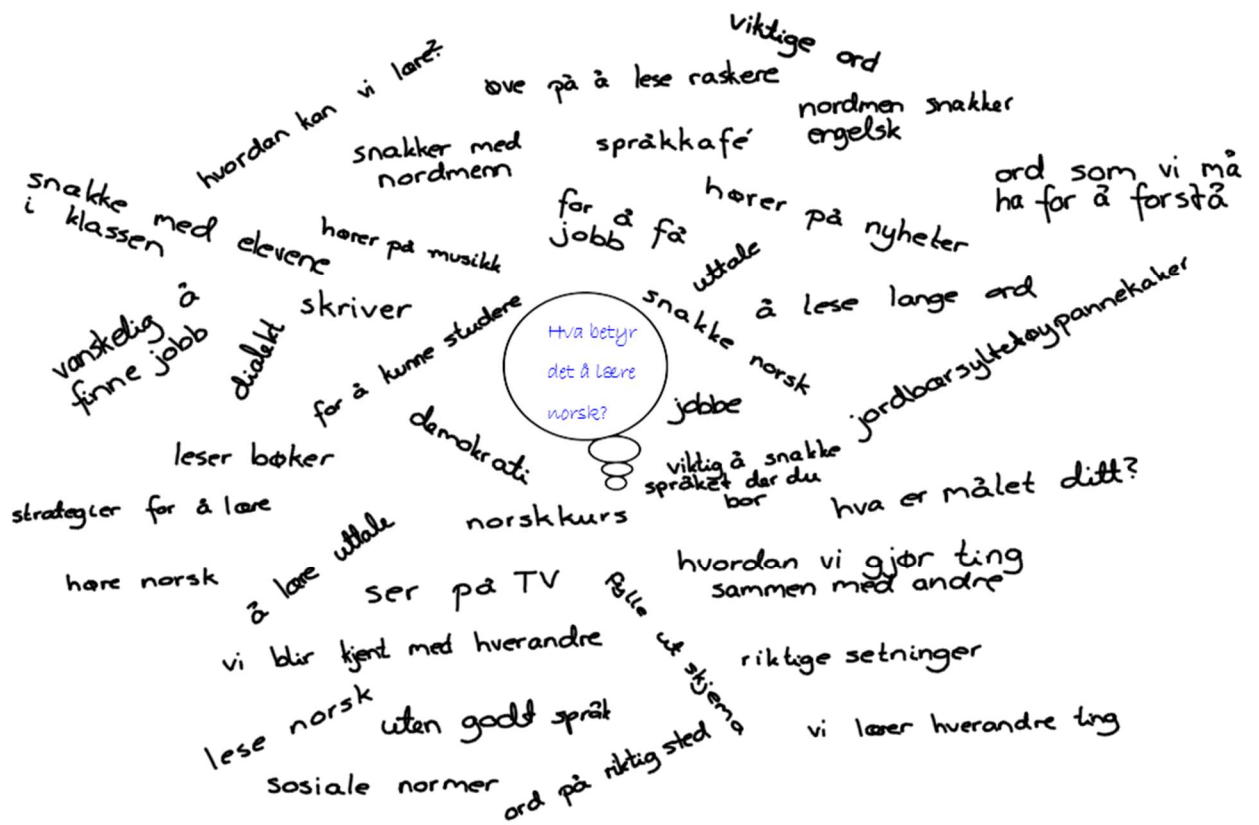 viktige ord
hvordan kan vi lære?
øve på å lese raskere
nordmen snakker
engelsk
snakker med
nordmenn
språkkafé
ord som vi må
ha for å forstå
snakke med elevene
i klassen
for å få
jobb
hører på nyheter
hører på musikk
uttale
vanskelig å
finne jobb
dialekt
skriver
for å kunne studere
snakke norsk
å lese lange ord
jordbærsyltetøypannekaker
Hva betyr
det å lære
norsk?
jobbe
demokrati
leser bøker
viktig å snakke
språket der du
bor
hva er målet ditt?
strategier for å lære
å lære uttale
norskkurs
høre norsk
ser på TV
hvordan vi gjør ting
sammen med andre
fylle ut skjema
vi blir kjent med hverandre
riktige setninger
lese norsk
uten godt språk
vi lærer hverandre ting
sosiale normer
ord på riktig sted